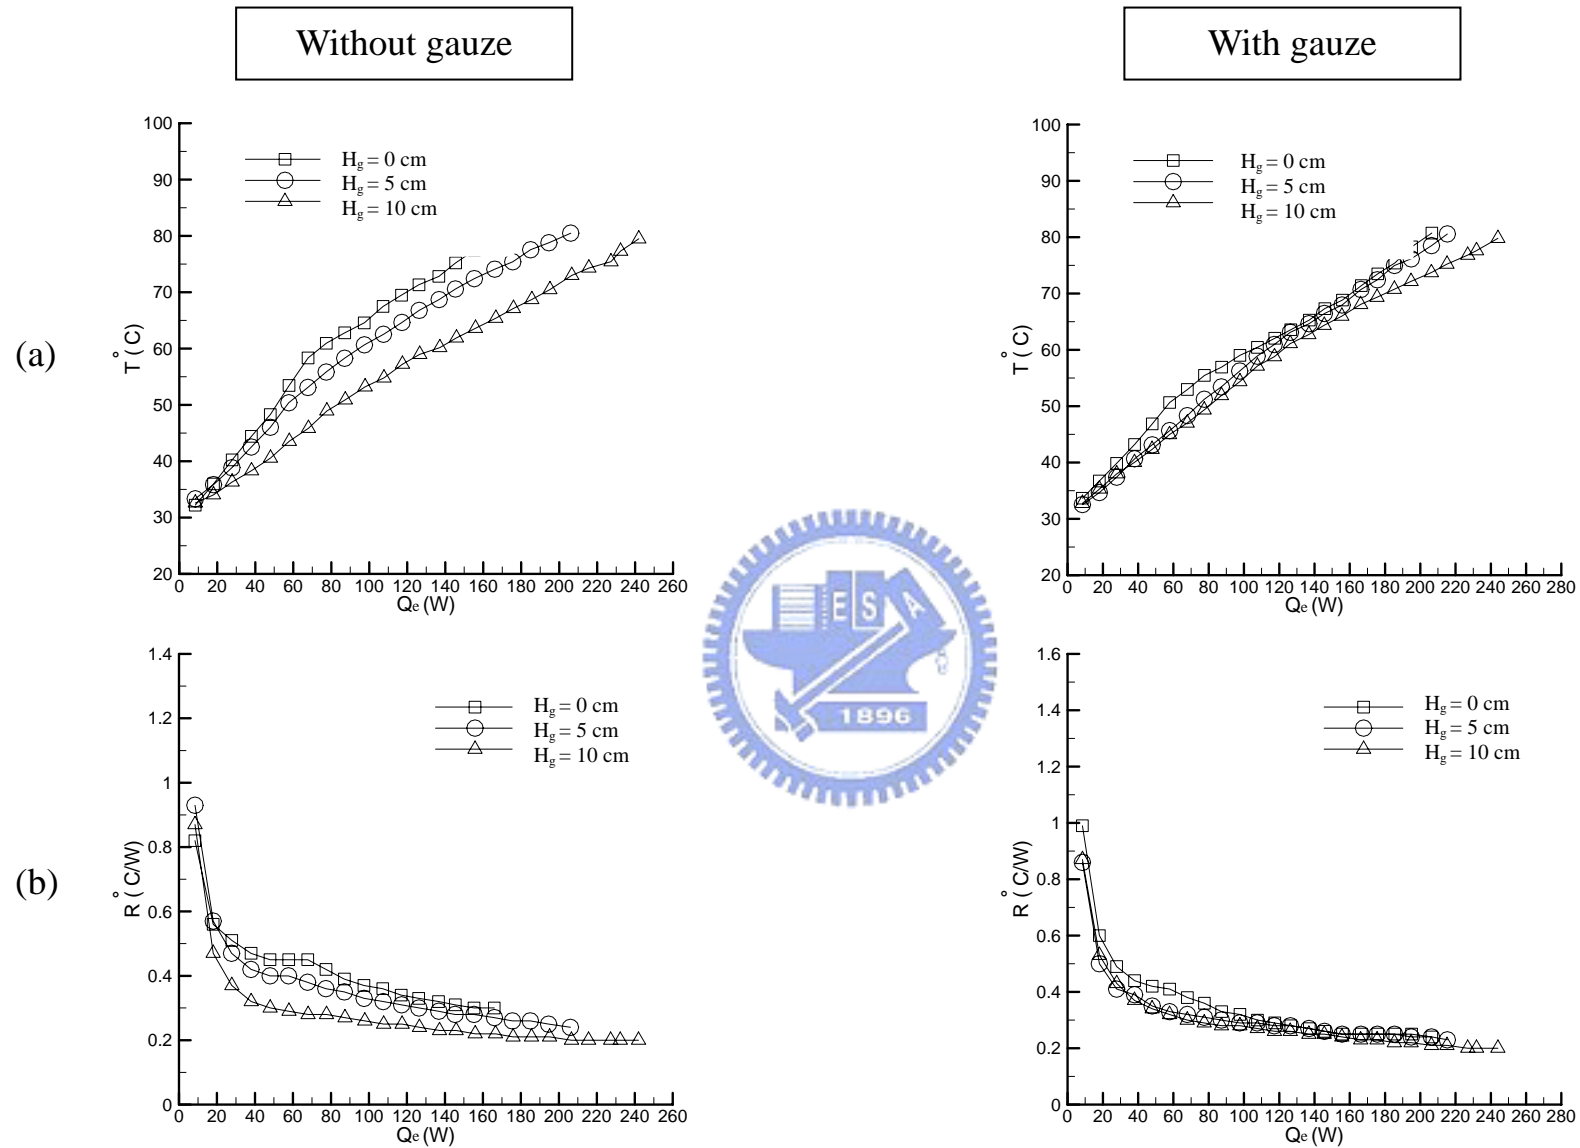 Without gauze
With gauze
(a)
100
90
80
70
60
50
40
30
20
T (°C)
Hg = 0 cm
Hg = 5 cm
Hg = 10 cm
0 20 40 60 80 100 120 140 160 180 200 220 240 260
Qe (W)
100
90
80
70
60
50
40
30
20
T (°C)
Hg = 0 cm
Hg = 5 cm
Hg = 10 cm
0 20 40 60 80 100 120 140 160 180 200 220 240 260 280
Qe (W)
E S A
1896
(b)
1.4
1.2
1
0.8
0.6
0.4
0.2
0
R (°C/W)
Hg = 0 cm
Hg = 5 cm
Hg = 10 cm
0 20 40 60 80 100 120 140 160 180 200 220 240 260
Qe (W)
1.6
1.4
1.2
1
0.8
0.6
0.4
0.2
0
R (°C/W)
Hg = 0 cm
Hg = 5 cm
Hg = 10 cm
0 20 40 60 80 100 120 140 160 180 200 220 240 260 280
Qe (W)